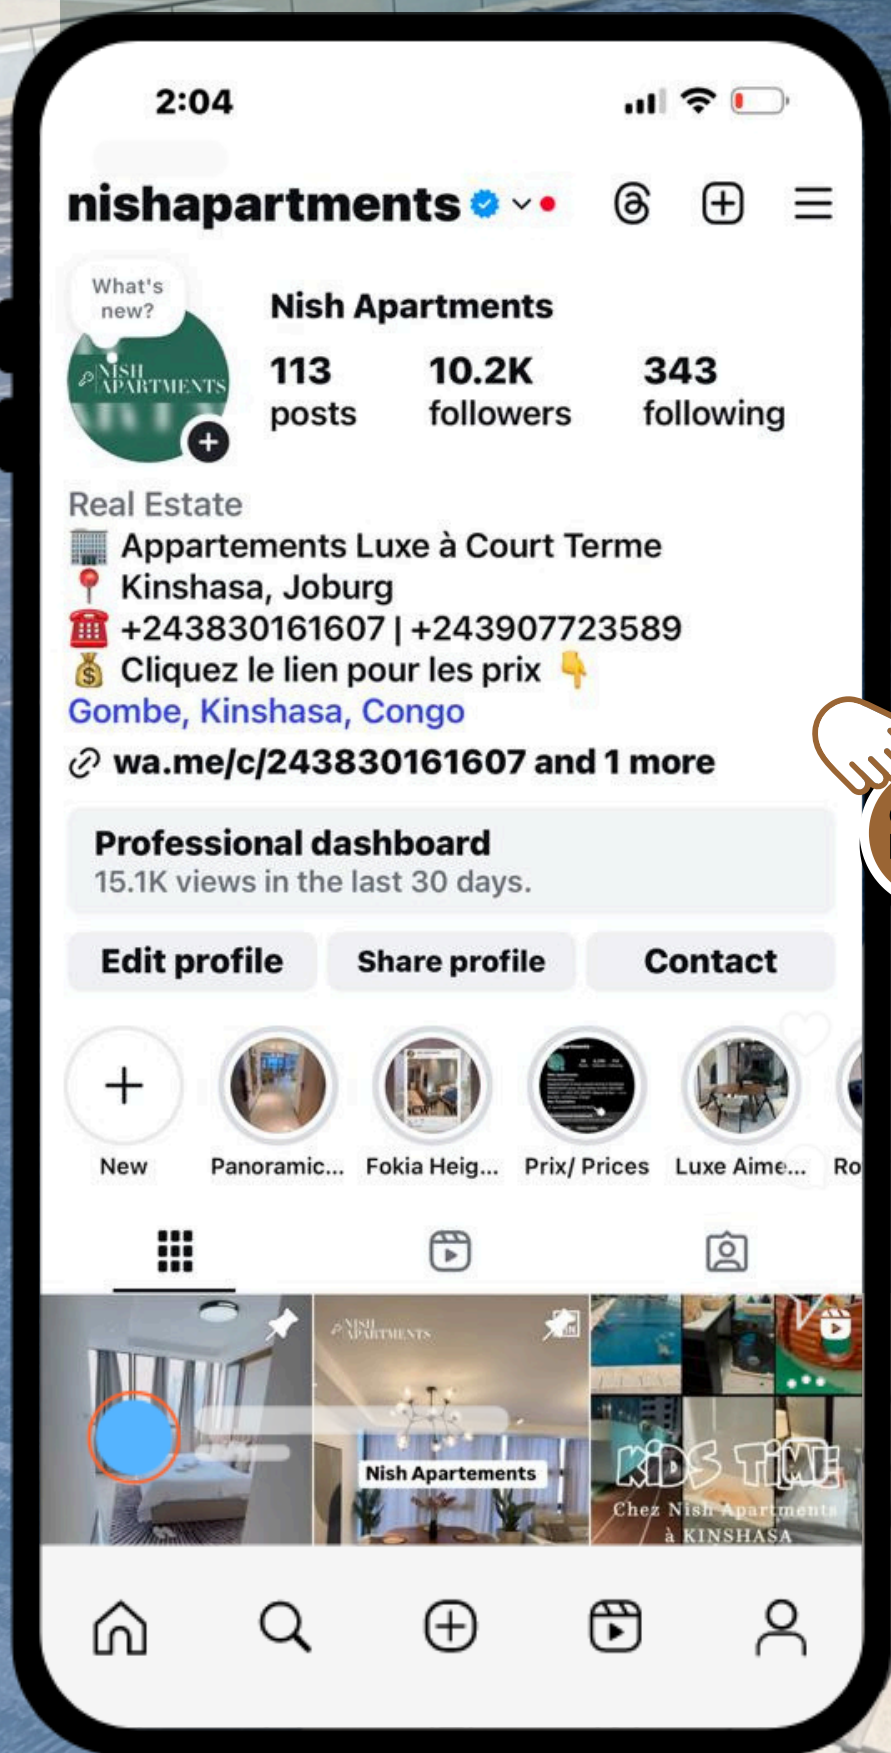 2:04
nishapartments
What's
new?
NISH
APARTMENTS
Nish Apartments
113
posts
10.2K
followers
343
following
Real Estate
Appartements Luxe à Court Terme
Kinshasa, Joburg
+243830161607 | +243907723589
Cliquez le lien pour les prix
Gombe, Kinshasa, Congo
wa.me/c/243830161607 and 1 more
Professional dashboard
15.1K views in the last 30 days.
Edit profile
Share profile
Contact
New
Panoramic...
Fokia Heig...
Prix/ Prices
Luxe Aime...
Ro
NISH
APARTMENTS
Nish Apartements
KiDS TiME
Chez Nish Apartments
à KINSHASA